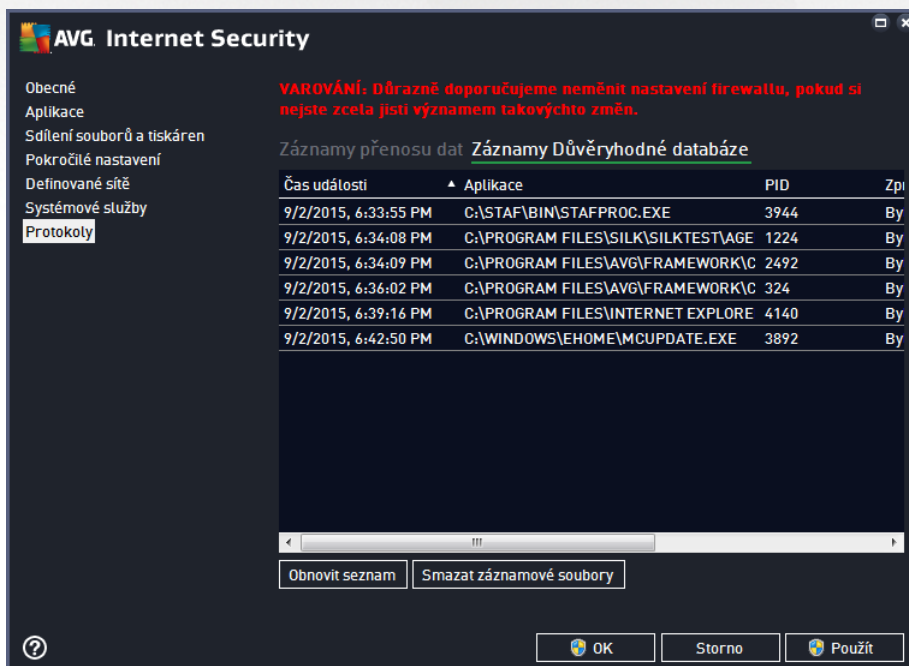 AVG Internet Security
Obecné
Aplikace
Sdílení souborů a tiskáren
Pokročilé nastavení
Definované sítě
Systémové služby
Protokoly
VAROVÁNÍ: Důrazně doporučujeme neměnit nastavení firewallu, pokud si
nejste zcela jisti významem takovýchto změn.
Záznamy přenosu dat Záznamy Důvěryhodné databáze
Čas události Aplikace PID Zpr
9/2/2015, 6:33:55 PM C:\STAF\BIN\STAFPROC.EXE 3944 By
9/2/2015, 6:34:08 PM C:\PROGRAM FILES\SILK\SILKTEST\AGE 1224 By
9/2/2015, 6:34:09 PM C:\PROGRAM FILES\AVG\FRAMEWORK\C 2492 By
9/2/2015, 6:36:02 PM C:\PROGRAM FILES\AVG\FRAMEWORK\C 324 By
9/2/2015, 6:39:16 PM C:\PROGRAM FILES\INTERNET EXPLORE 4140 By
9/2/2015, 6:42:50 PM C:\WINDOWS\EHOME\MCUPDATE.EXE 3892 By
Obnovit seznam Smazat záznamové soubory
OK Storno Použít